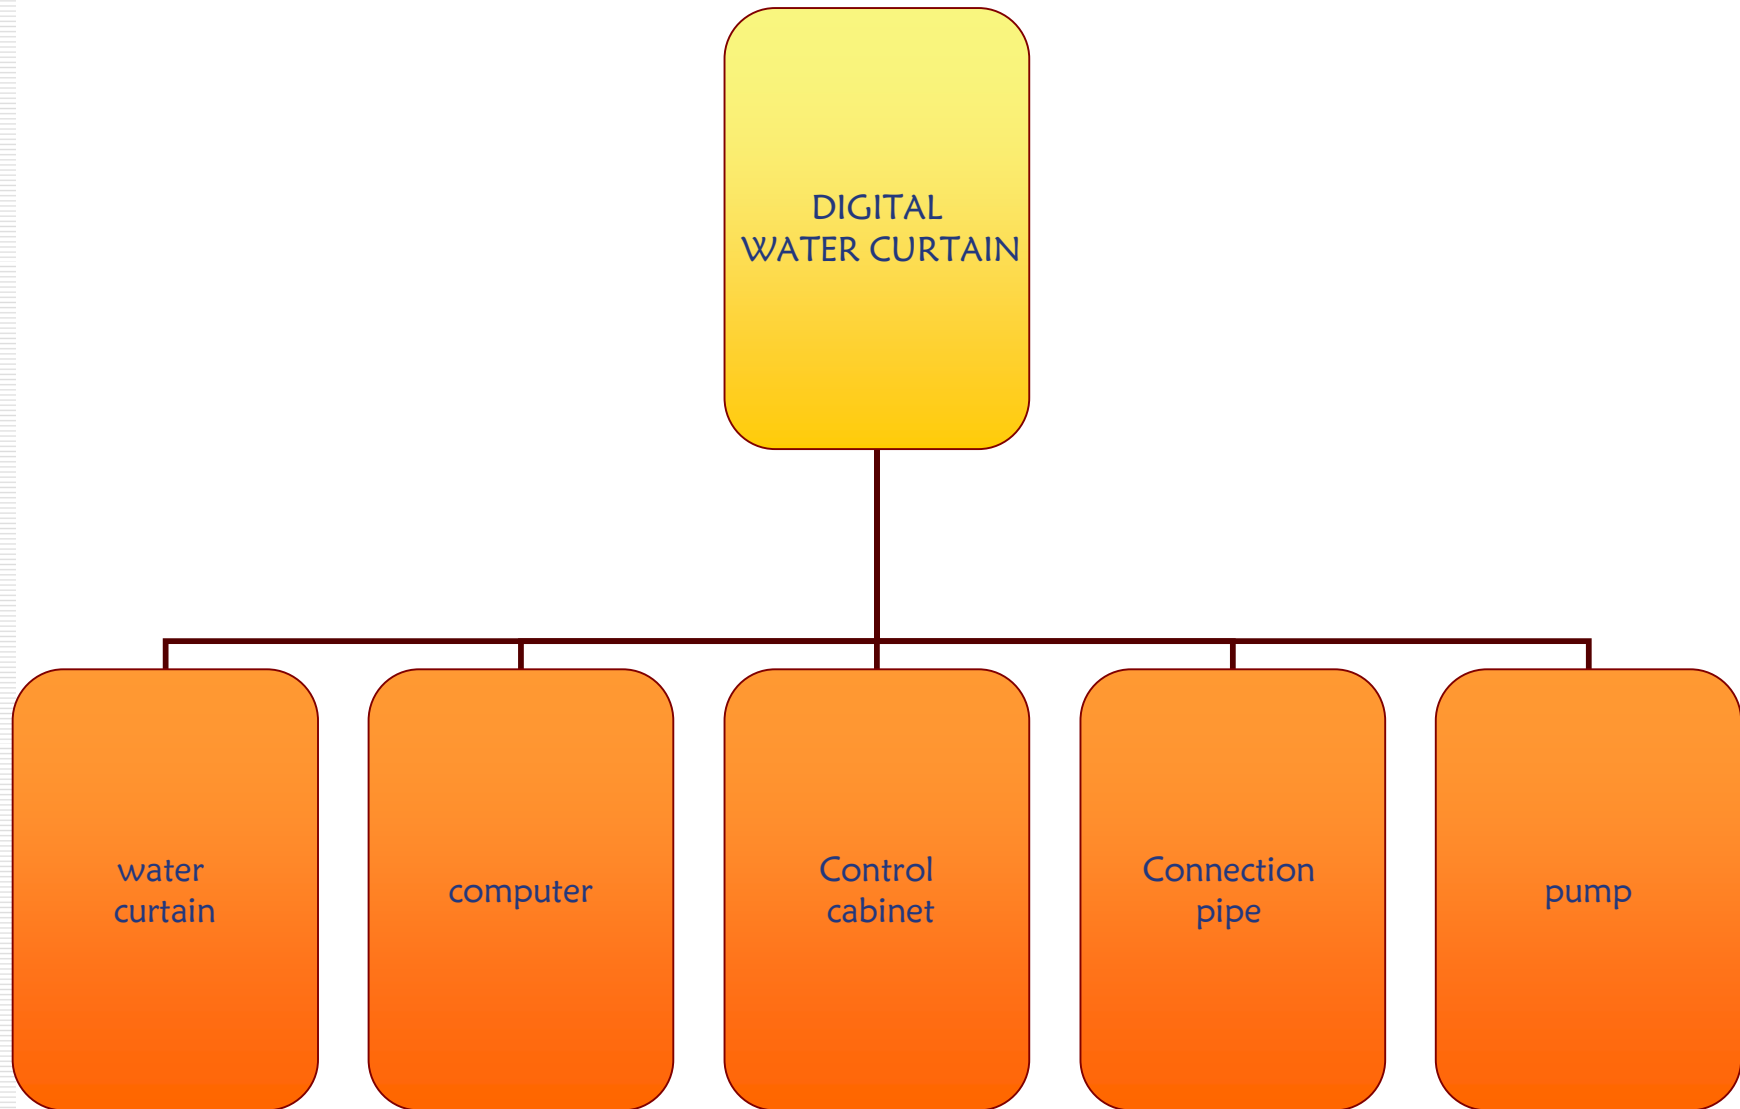 DIGITAL
WATER CURTAIN
water
curtain
computer
Control
cabinet
Connection
pipe
pump